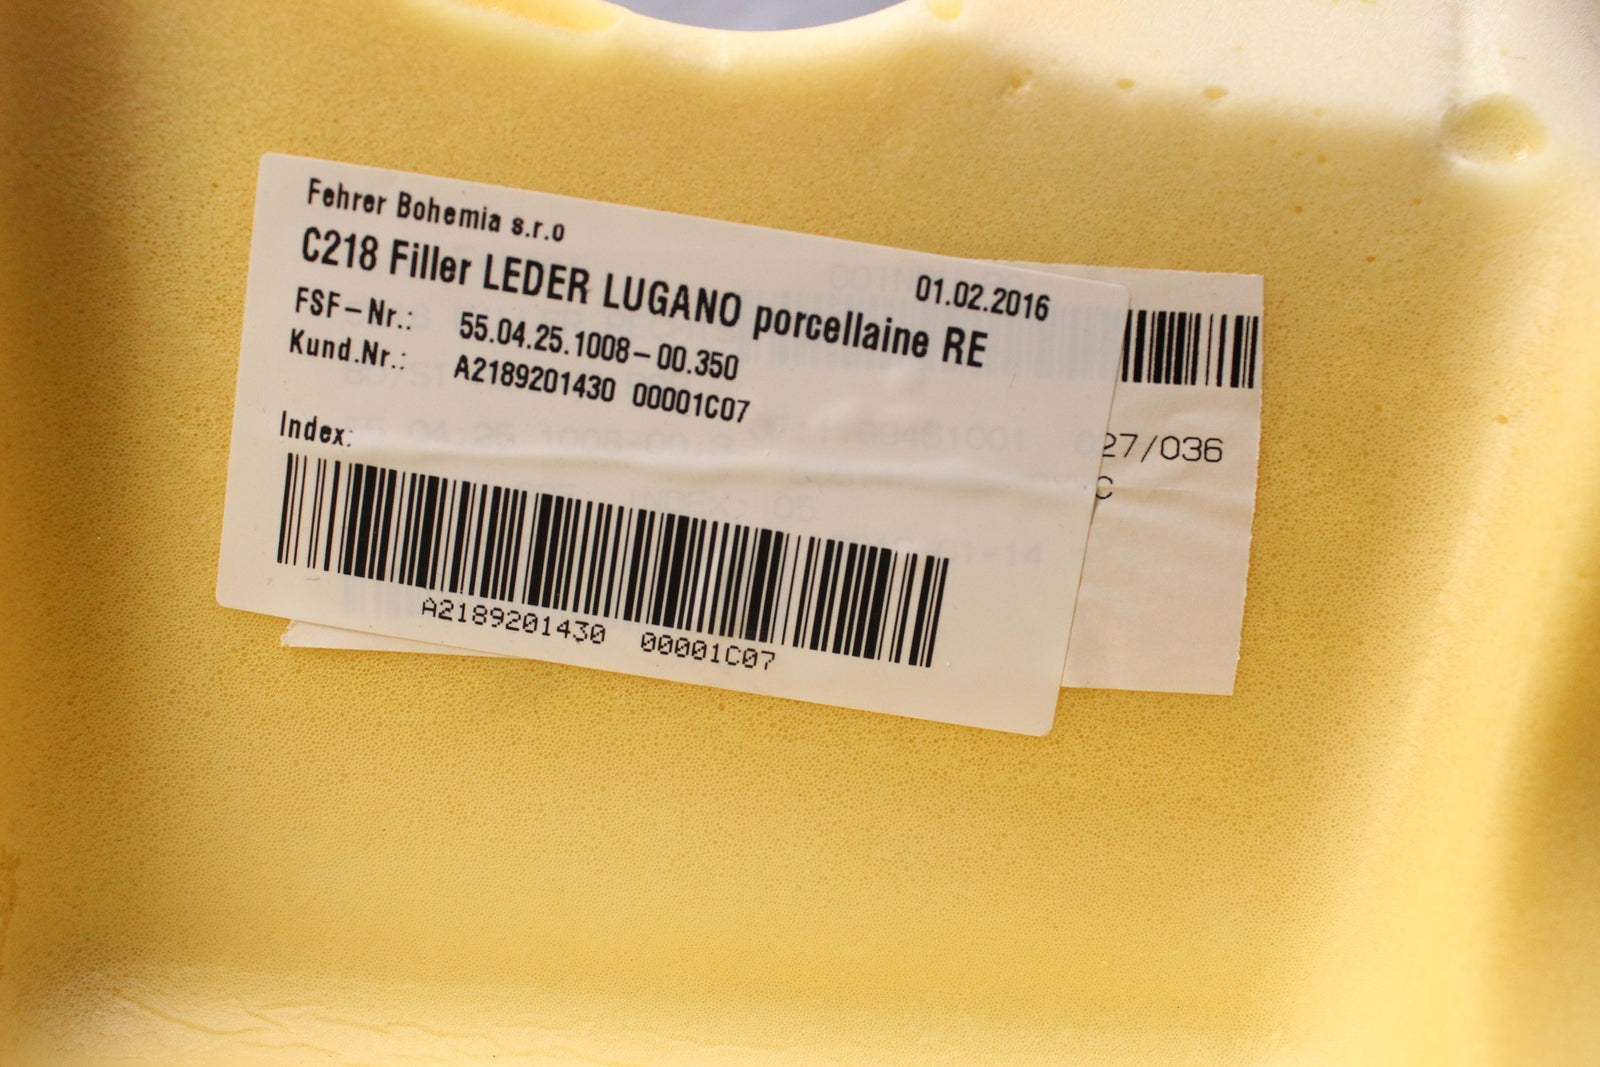 Fehrer Bohemia s.r.o
01.02.2016
C218 Filler LEDER LUGANO porcellaine RE
FSF-Nr.: 55.04.25.1008-00.350
Kund.Nr.: A2189201430 00001C07
Index:
A2189201430 00001C07
27/036
C